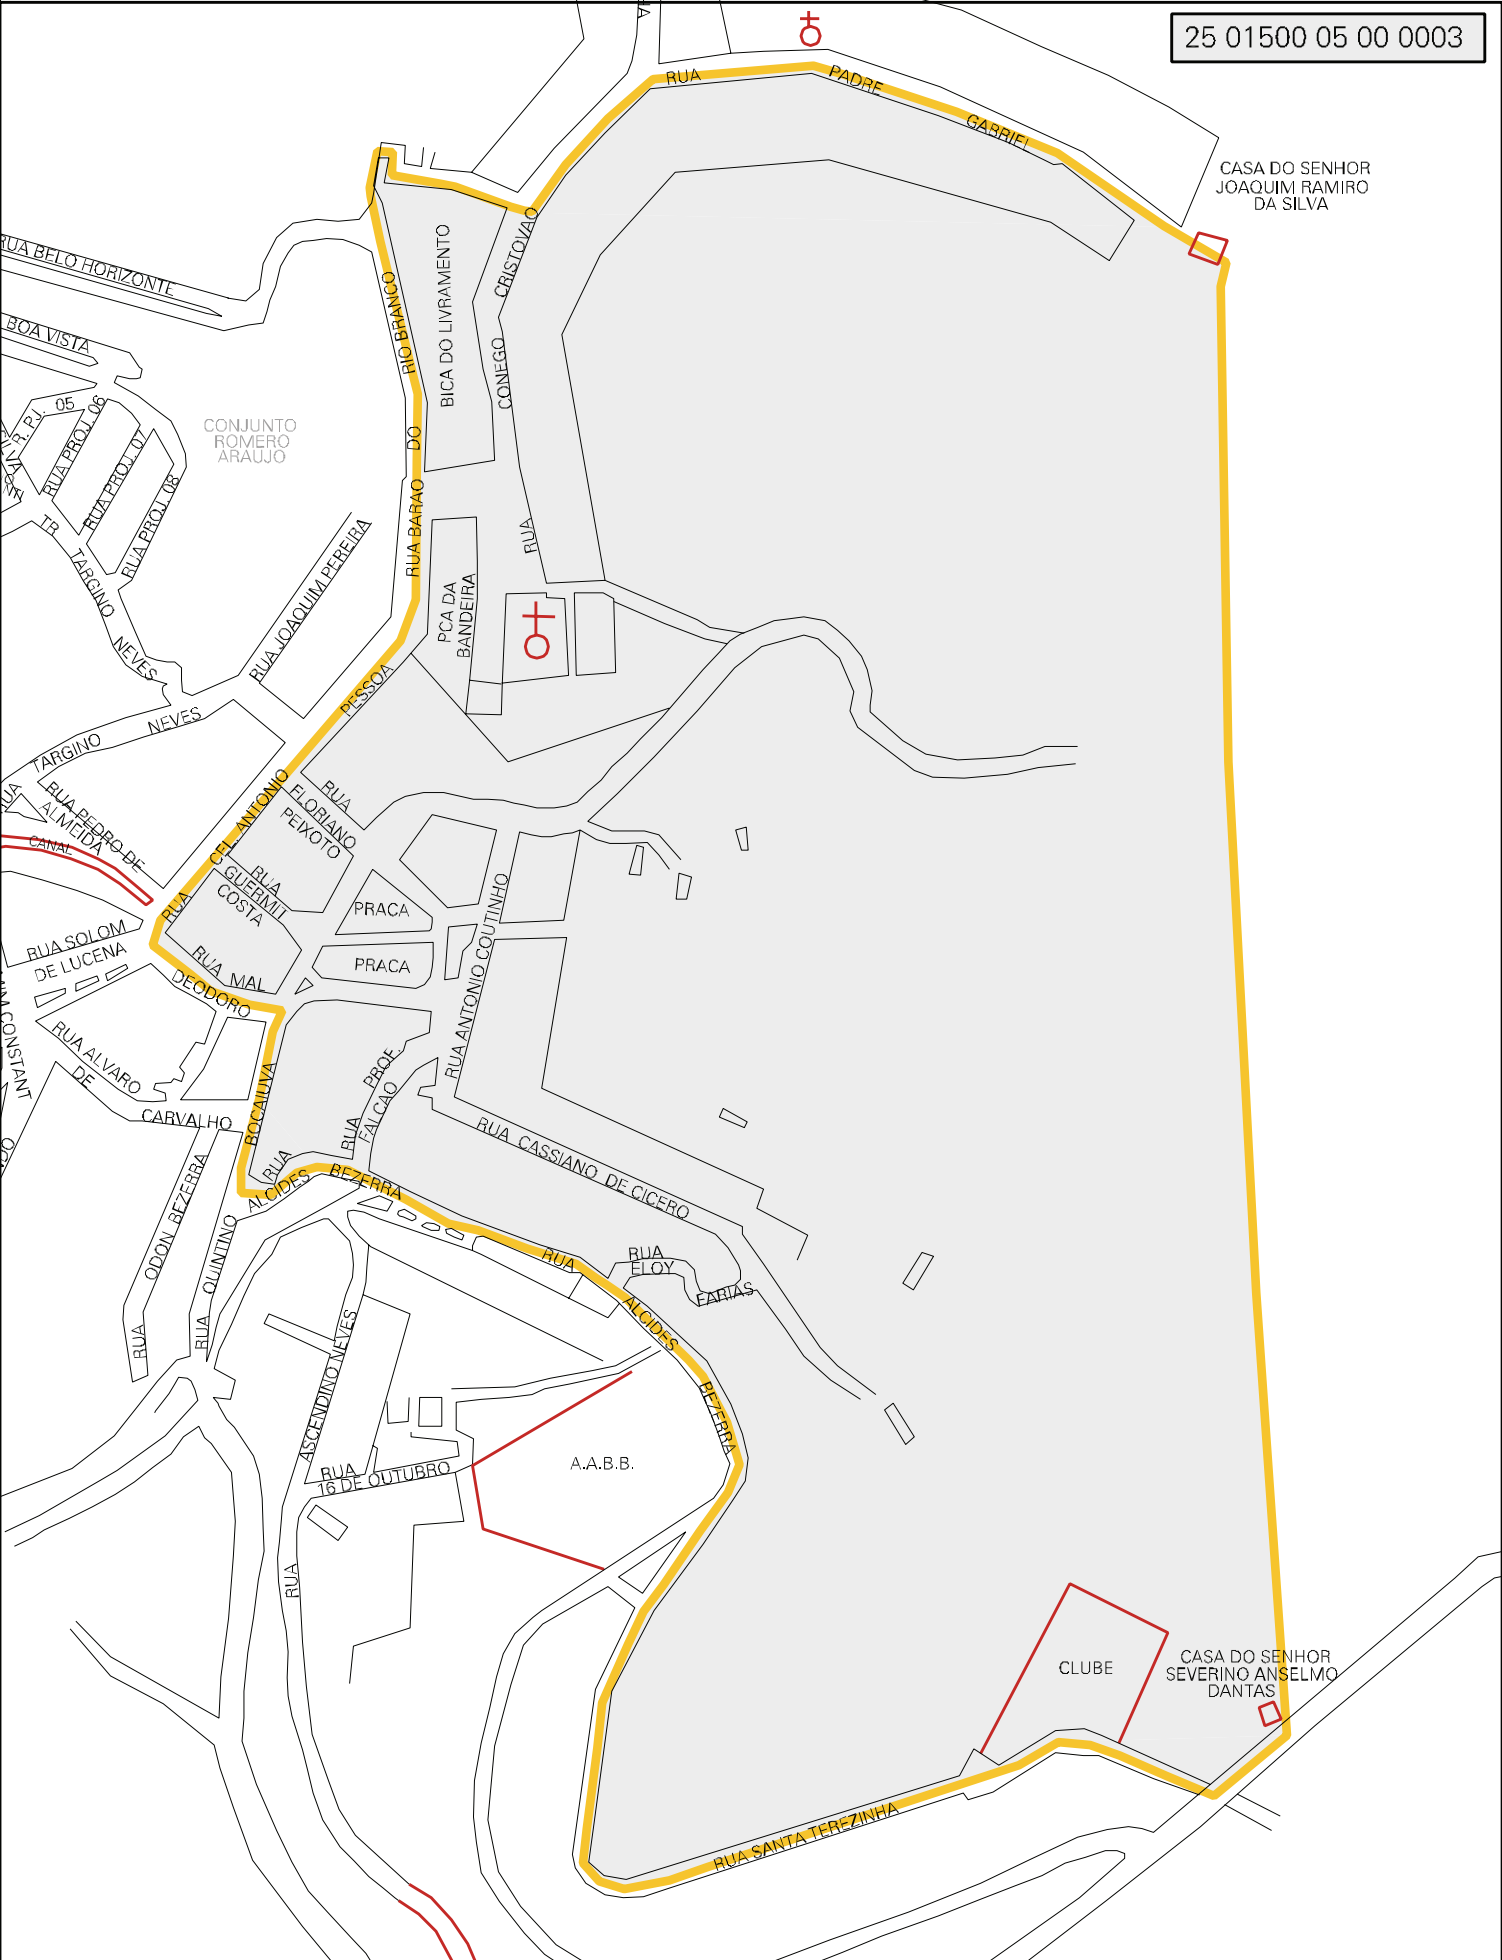 25 01500 05 00 0003
RUA
PADRE
GABRIEL
CASA DO SENHOR
JOAQUIM RAMIRO
DA SILVA
RUA BELO HORIZONTE
BOA VISTA
R. PJ. 05
RUA PROJ. 06
RUA PROJ. 07
RUA PROJ. 08
CONJUNTO
ROMERO
ARAUJO
RIO BRANCO
DO
RUA BARAO
BICA DO LIVRAMENTO
CRISTOVAO
CONEGO
RUA
TR
TARGINO
NEVES
RUA JOAQUIM PEREIRA
PCA DA
BANDEIRA
PESSOA
NEVES
TARGINO
RUA PEDRO DE
ALMEIDA
CANAL
CEL. ANTONIO
RUA
RUA
FLORIANO
PEIXOTO
RUA
GUERMIT
COSTA
PRACA
PRACA
RUA SOLOM
DE LUCENA
RUA MAL
DEODORO
RUA ANTONIO COUTINHO
RUA ALVARO
DE
CARVALHO
BOCAIUVA
RUA
PROF.
FALCAO
RUA
RUA CASSIANO DE CICERO
ALCIDES
BEZERRA
ODON BEZERRA
RUA
QUINTINO
RUA
RUA
ELOY
FARIAS
RUA
ALCIDES
BEZERRA
ASCENDINO NEVES
RUA
RUA
16 DE OUTUBRO
A.A.B.B.
CLUBE
CASA DO SENHOR
SEVERINO ANSELMO
DANTAS
RUA SANTA TEREZINHA